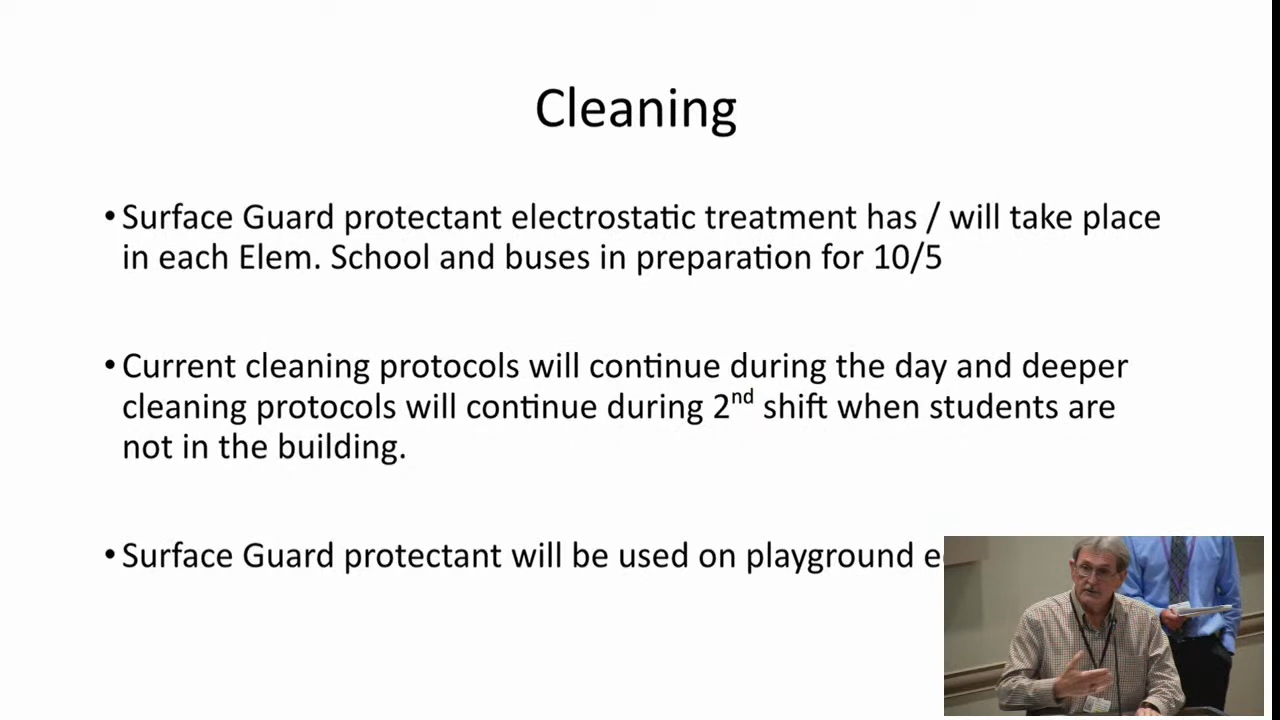 Cleaning
• Surface Guard protectant electrostatic treatment has / will take place
in each Elem. School and buses in preparation for 10/5
• Current cleaning protocols will continue during the day and deeper
cleaning protocols will continue during 2nd shift when students are
not in the building.
• Surface Guard protectant will be used on playground